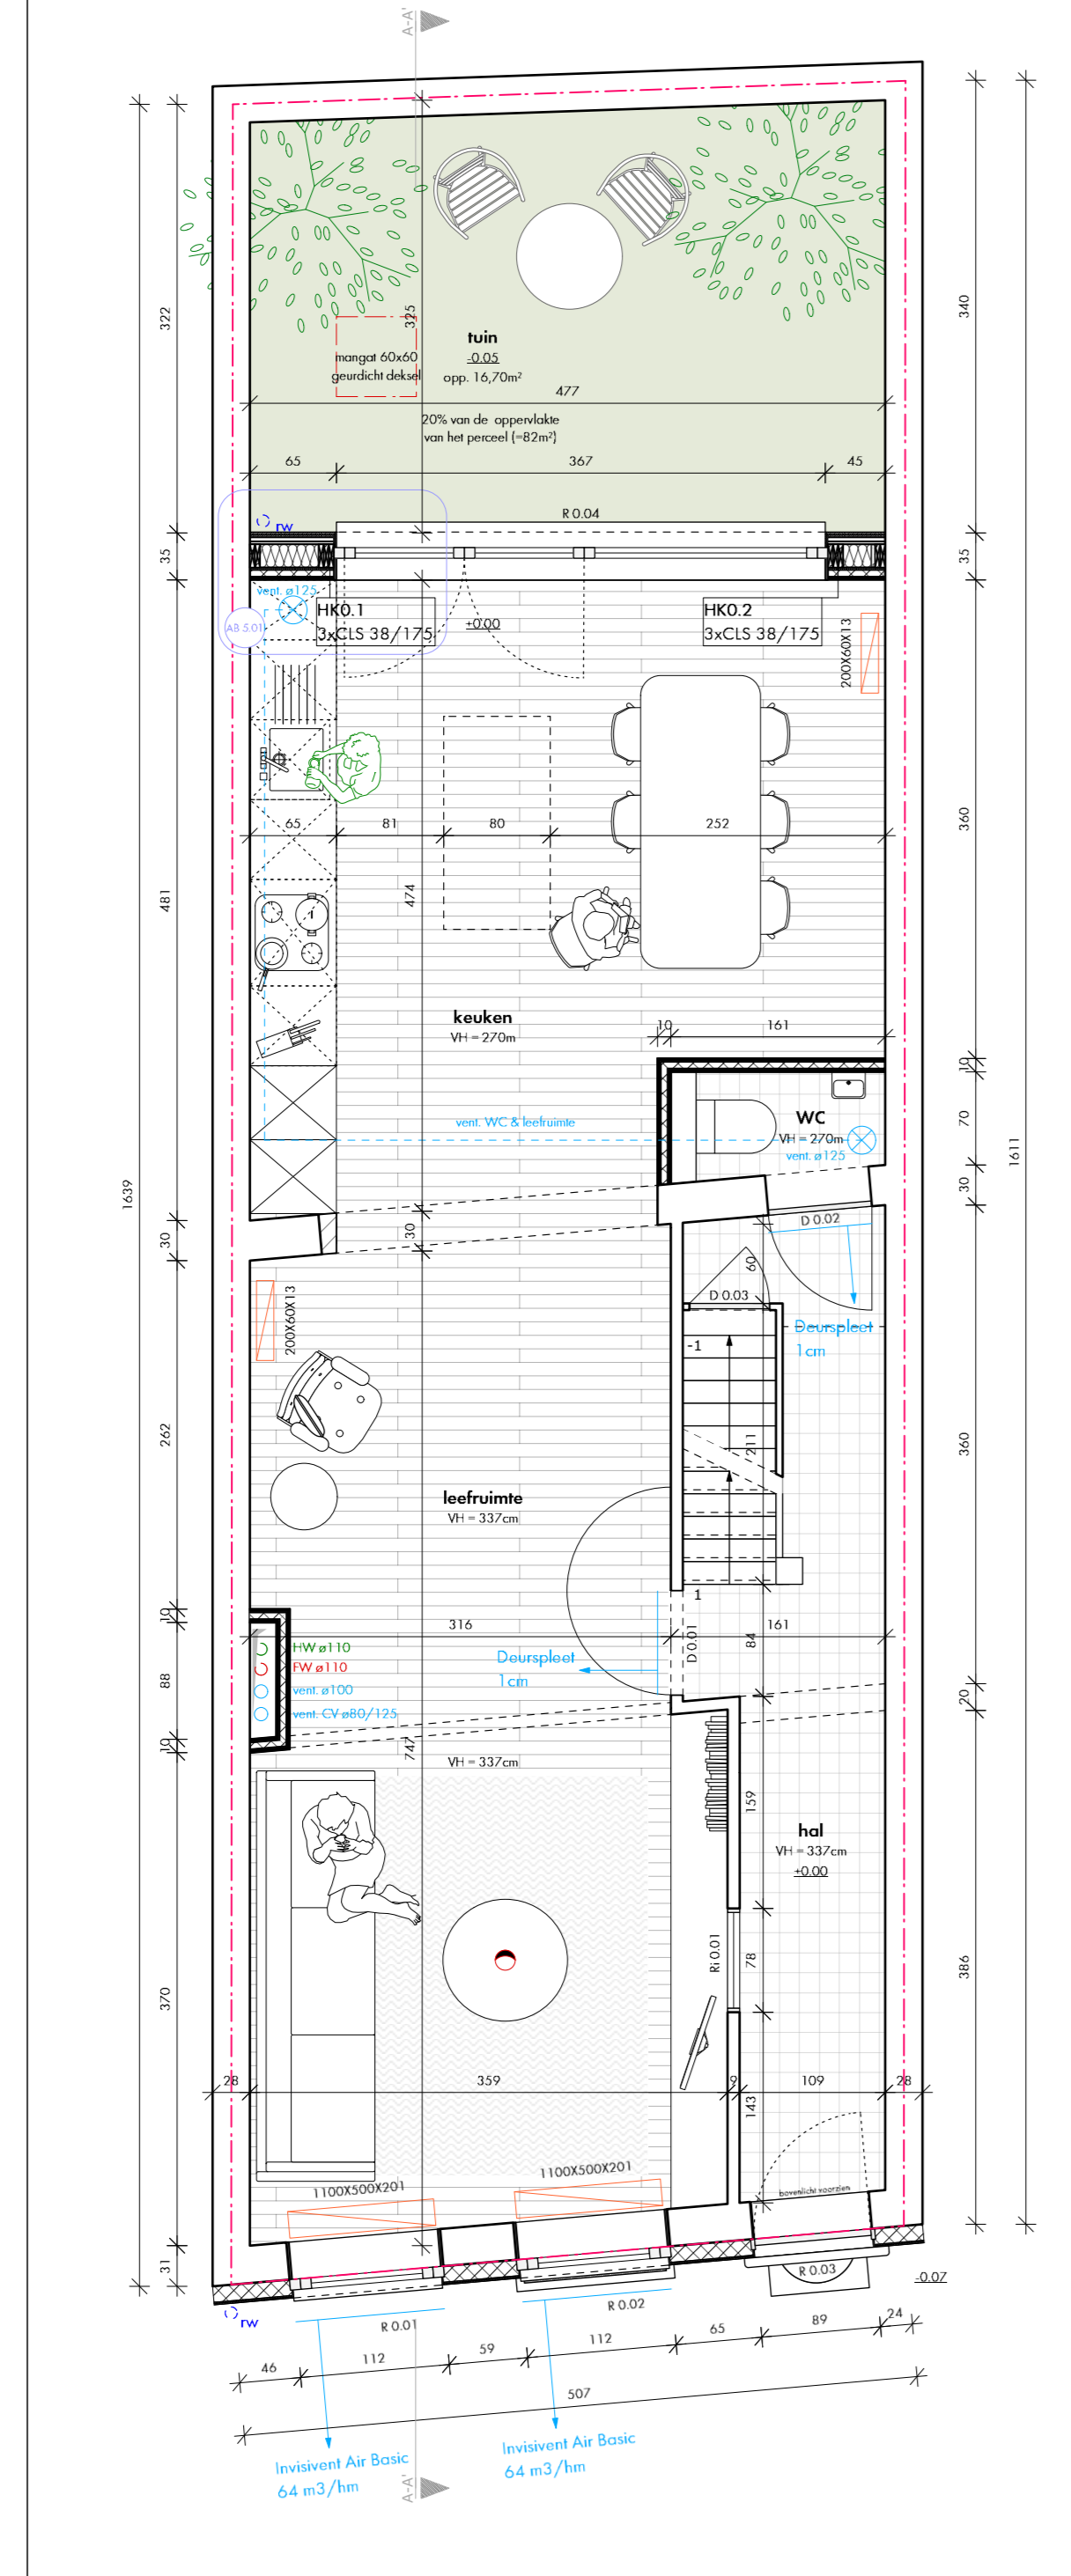 A-A'
322
340
325
tuin
-0.05
opp. 16,70m²
mangat 60x60
geurdicht deksel
477
20% van de oppervlakte
van het perceel (=82m²)
65
367
45
rw
R 0.04
35
35
vent. ø125
AB 5.01
HK0.1
3xCLS 38/175
+0.00
HK0.2
3xCLS 38/175
200X60X13
65
81
80
252
360
481
474
keuken
VH = 270m
10
161
10
WC
VH = 270m
vent. ø125
70
vent. WC & leefruimte
1611
1639
30
30
30
D 0.02
60
D 0.03
200X60X13
Deurspleet
1cm
-1
262
211
360
leefruimte
VH = 337cm
1
10
316
161
HW ø110
FW ø110
vent. ø100
vent. CV ø80/125
Deurspleet
1cm
D 0.01
84
88
20
10
747
VH = 337cm
159
hal
VH = 337cm
+0.00
Ri 0.01
78
386
370
28
359
9
109
28
143
1100X500X201
1100X500X201
bovenlicht voorzien
31
R 0.03
-0.07
rw
R 0.01
R 0.02
46
112
59
112
65
89
24
507
Invisivent Air Basic
64 m3/hm
Invisivent Air Basic
64 m3/hm
A-A'